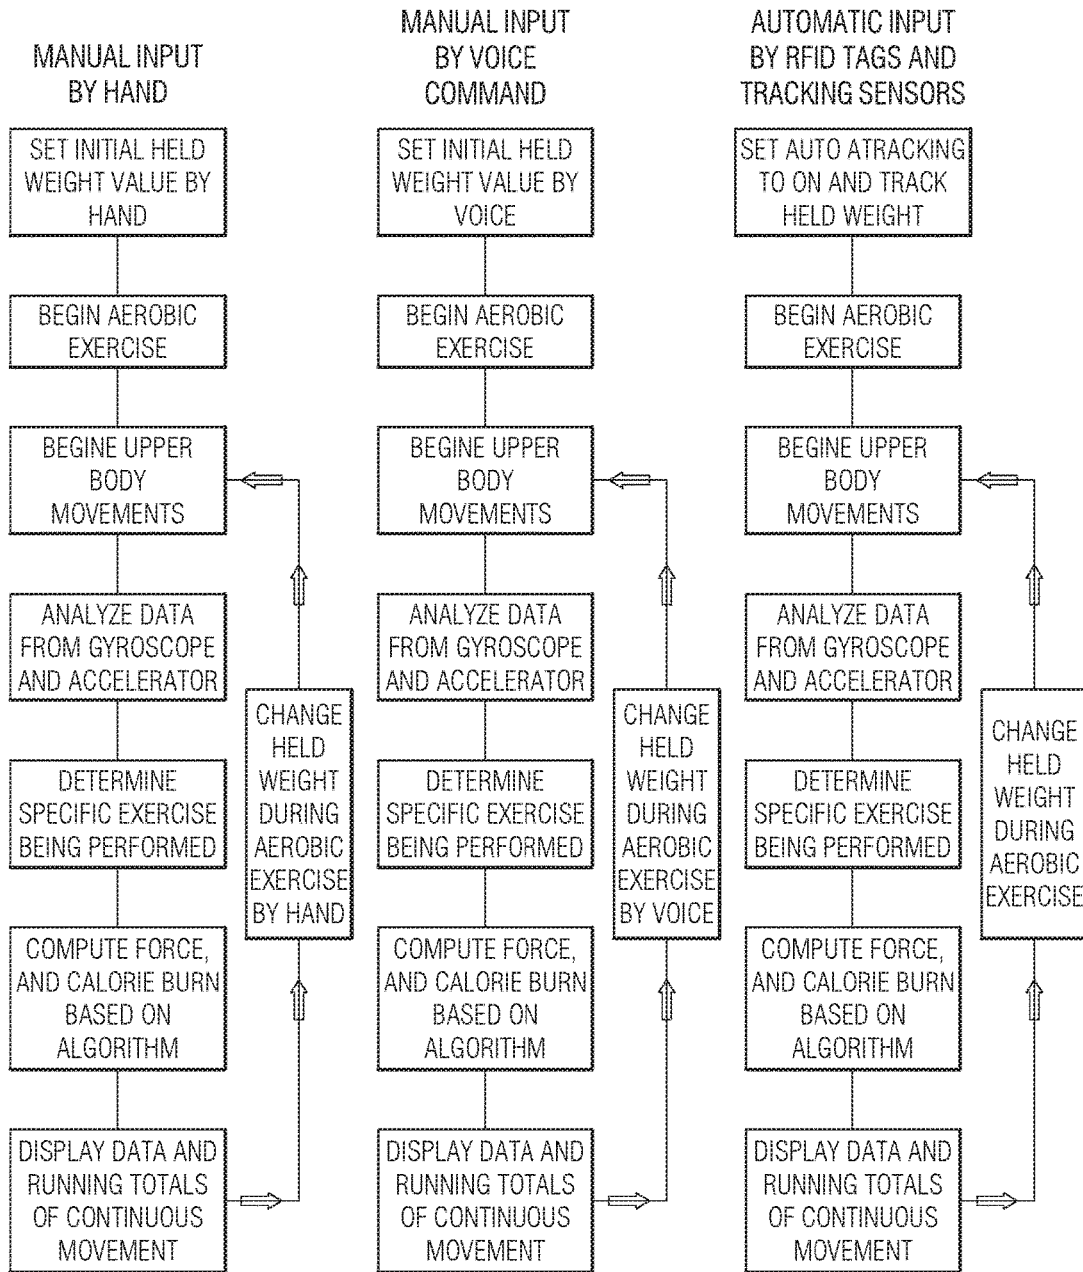 MANUAL INPUT
BY HAND
SET INITIAL HELD
WEIGHT VALUE BY
HAND
BEGIN AEROBIC
EXERCISE
BEGINE UPPER
BODY
MOVEMENTS
ANALYZE DATA
FROM GYROSCOPE
AND ACCELERATOR
DETERMINE
SPECIFIC EXERCISE
BEING PERFORMED
COMPUTE FORCE,
AND CALORIE BURN
BASED ON
ALGORITHM
DISPLAY DATA AND
RUNNING TOTALS
OF CONTINUOUS
MOVEMENT
CHANGE
HELD
WEIGHT
DURING
AEROBIC
EXERCISE
BY HAND
MANUAL INPUT
BY VOICE
COMMAND
SET INITIAL HELD
WEIGHT VALUE BY
VOICE
BEGIN AEROBIC
EXERCISE
BEGINE UPPER
BODY
MOVEMENTS
ANALYZE DATA
FROM GYROSCOPE
AND ACCELERATOR
DETERMINE
SPECIFIC EXERCISE
BEING PERFORMED
COMPUTE FORCE,
AND CALORIE BURN
BASED ON
ALGORITHM
DISPLAY DATA AND
RUNNING TOTALS
OF CONTINUOUS
MOVEMENT
CHANGE
HELD
WEIGHT
DURING
AEROBIC
EXERCISE
BY VOICE
AUTOMATIC INPUT
BY RFID TAGS AND
TRACKING SENSORS
SET AUTO ATRACKING
TO ON AND TRACK
HELD WEIGHT
BEGIN AEROBIC
EXERCISE
BEGINE UPPER
BODY
MOVEMENTS
ANALYZE DATA
FROM GYROSCOPE
AND ACCELERATOR
DETERMINE
SPECIFIC EXERCISE
BEING PERFORMED
COMPUTE FORCE,
AND CALORIE BURN
BASED ON
ALGORITHM
DISPLAY DATA AND
RUNNING TOTALS
OF CONTINUOUS
MOVEMENT
CHANGE
HELD
WEIGHT
DURING
AEROBIC
EXERCISE